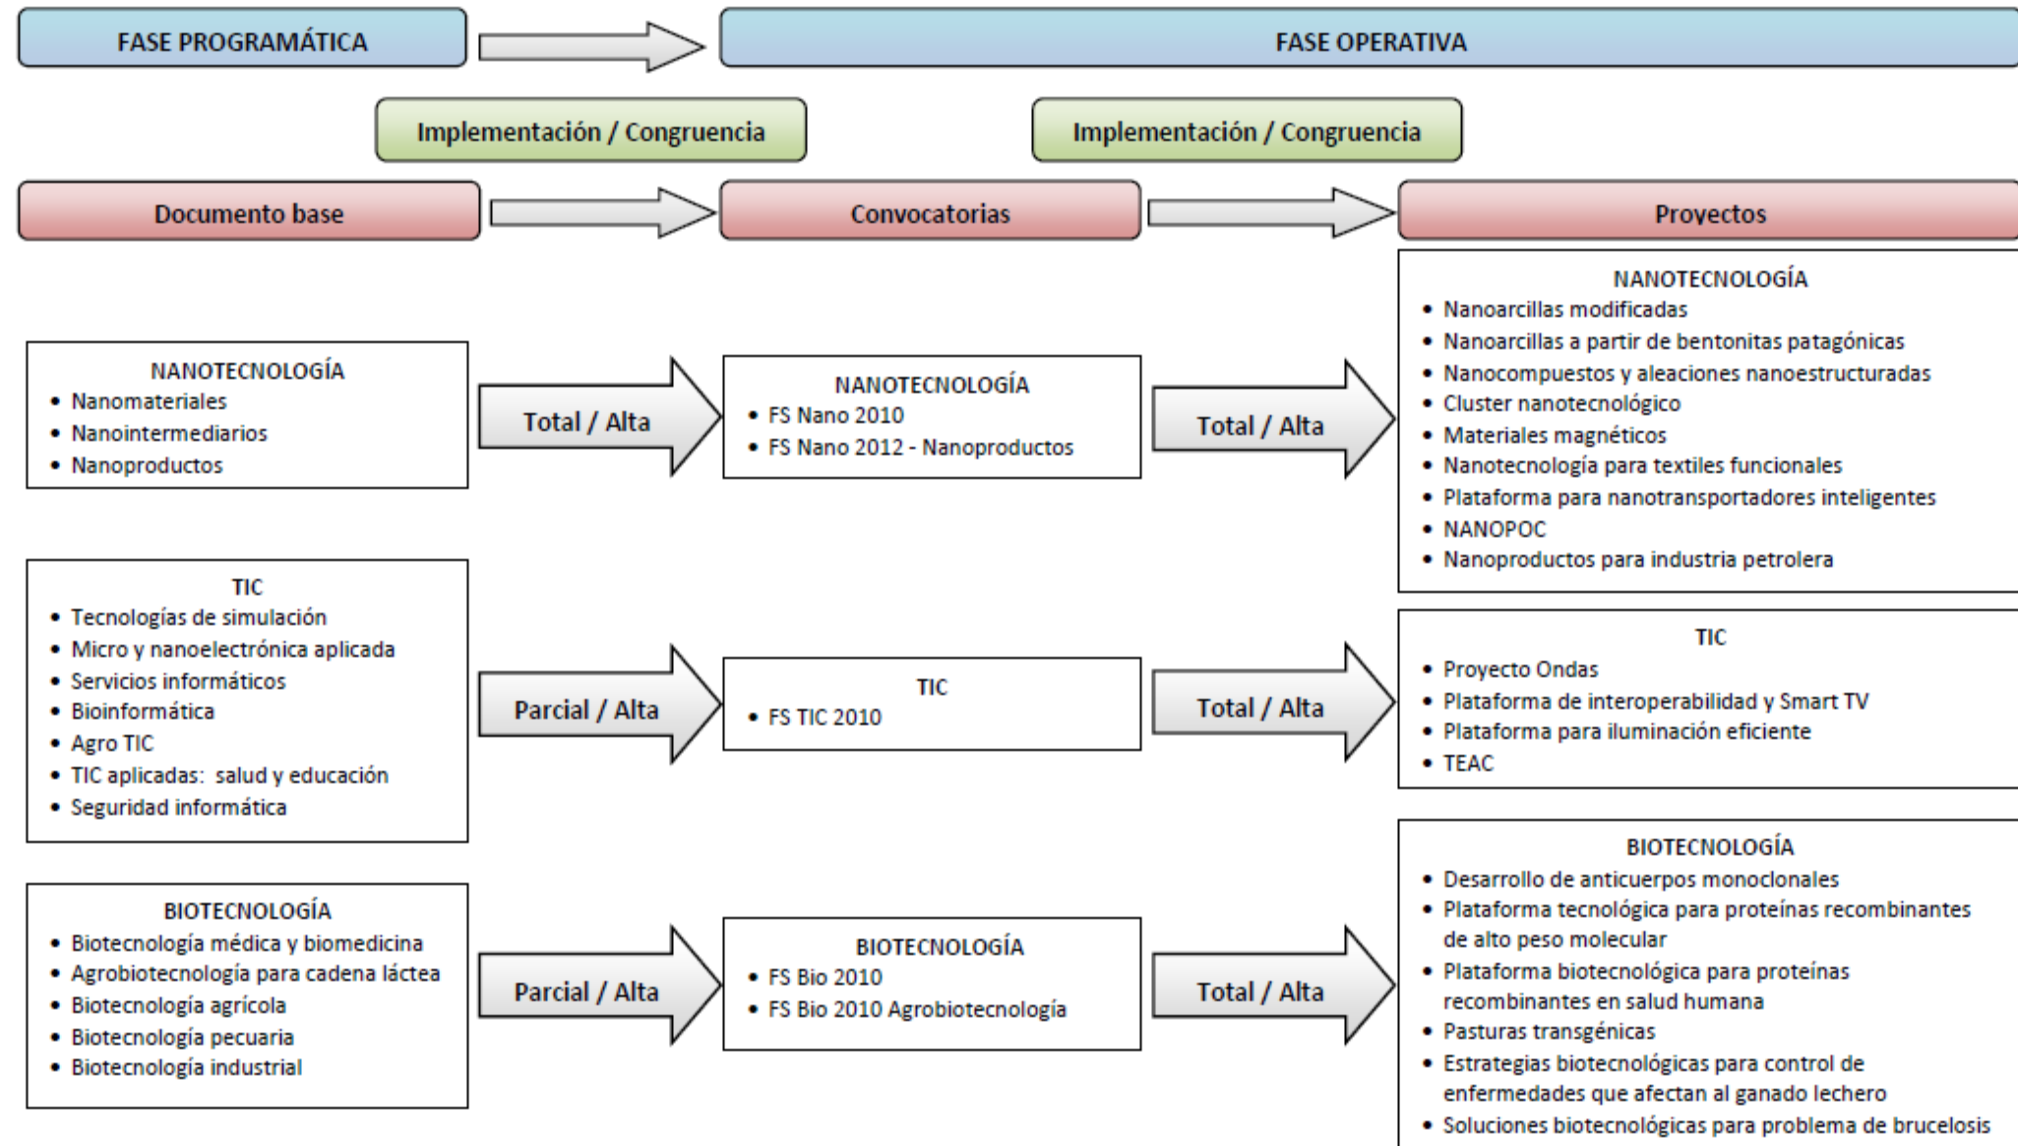 FASE PROGRAMÁTICA
FASE OPERATIVA
Implementación / Congruencia
Implementación / Congruencia
Documento base
Convocatorias
Proyectos
NANOTECNOLOGÍA
• Nanomateriales
• Nanointermediarios
• Nanoproductos
Total / Alta
NANOTECNOLOGÍA
• FS Nano 2010
• FS Nano 2012 - Nanoproductos
Total / Alta
NANOTECNOLOGÍA
• Nanoarcillas modificadas
• Nanoarcillas a partir de bentonitas patagónicas
• Nanocompuestos y aleaciones nanoestructuradas
• Cluster nanotecnológico
• Materiales magnéticos
• Nanotecnología para textiles funcionales
• Plataforma para nanotransportadores inteligentes
• NANOPOC
• Nanoproductos para industria petrolera
TIC
• Tecnologías de simulación
• Micro y nanoelectrónica aplicada
• Servicios informáticos
• Bioinformática
• Agro TIC
• TIC aplicadas: salud y educación
• Seguridad informática
Parcial / Alta
TIC
• FS TIC 2010
Total / Alta
TIC
• Proyecto Ondas
• Plataforma de interoperabilidad y Smart TV
• Plataforma para iluminación eficiente
• TEAC
BIOTECNOLOGÍA
• Biotecnología médica y biomedicina
• Agrobiotecnología para cadena láctea
• Biotecnología agrícola
• Biotecnología pecuaria
• Biotecnología industrial
Parcial / Alta
BIOTECNOLOGÍA
• FS Bio 2010
• FS Bio 2010 Agrobiotecnología
Total / Alta
BIOTECNOLOGÍA
• Desarrollo de anticuerpos monoclonales
• Plataforma tecnológica para proteínas recombinantes
de alto peso molecular
• Plataforma biotecnológica para proteínas
recombinantes en salud humana
• Pasturas transgénicas
• Estrategias biotecnológicas para control de
enfermedades que afectan al ganado lechero
• Soluciones biotecnológicas para problema de brucelosis